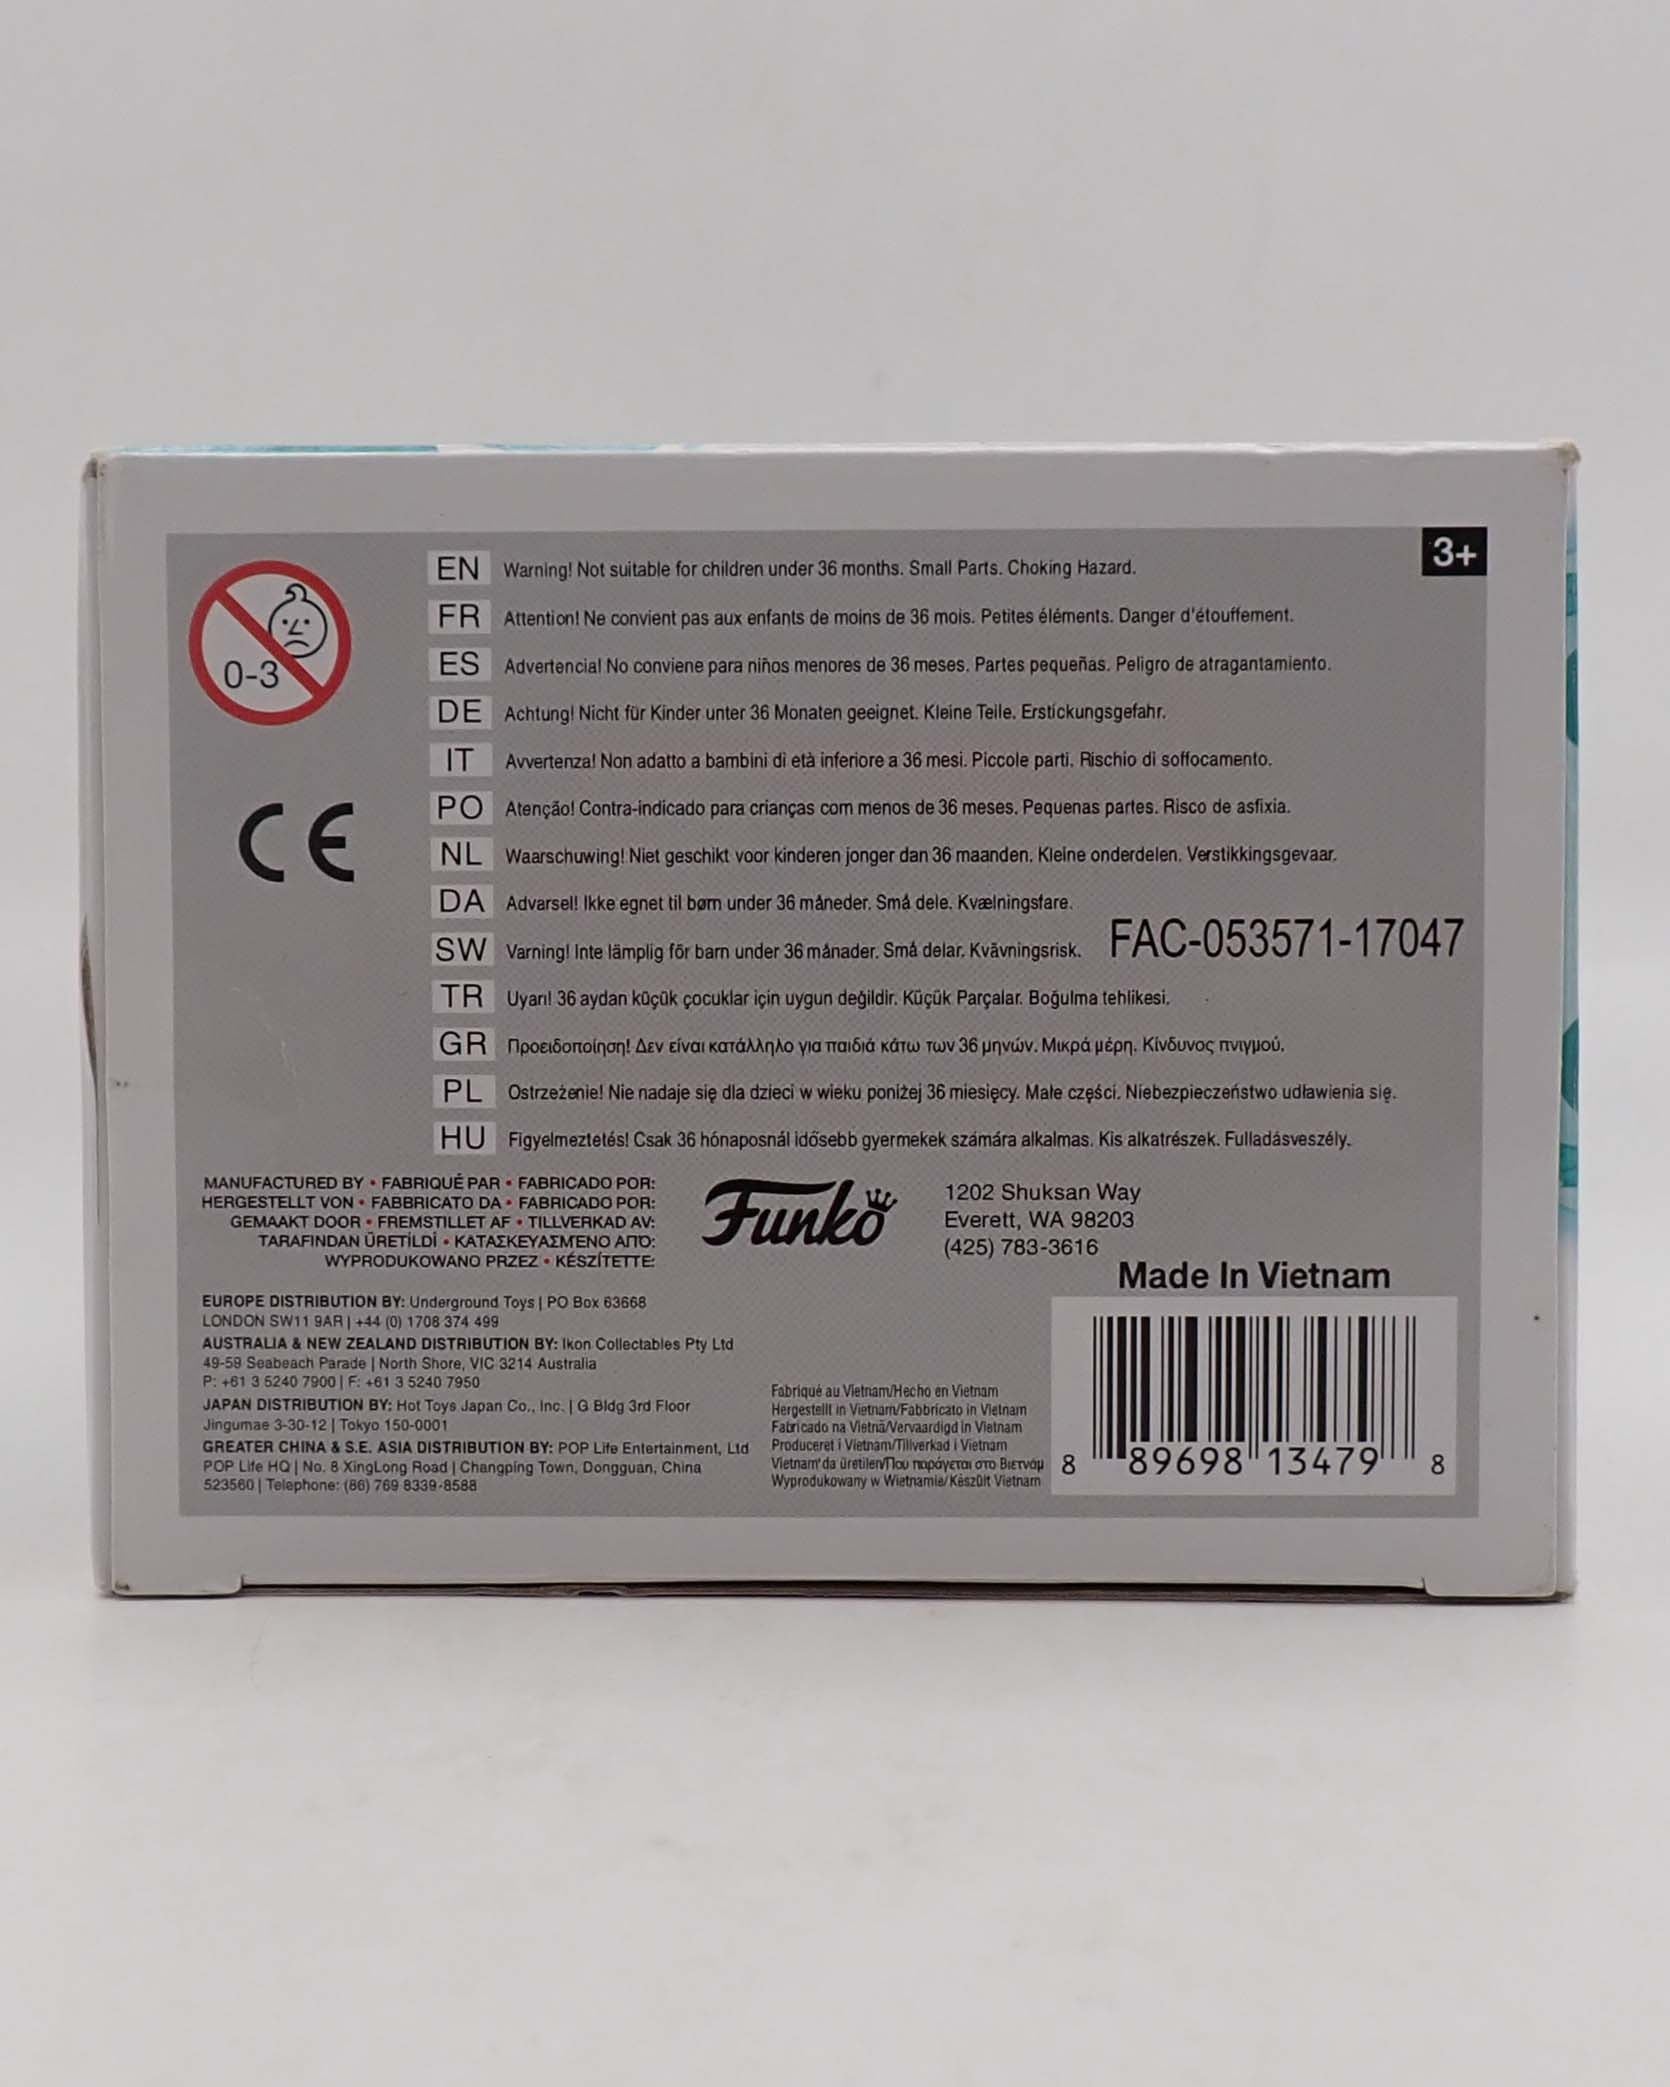 3+
0-3
EN Warning! Not suitable for children under 36 months. Small Parts. Choking Hazard.
FR Attention! Ne convient pas aux enfants de moins de 36 mois. Petites éléments. Danger d'étouffement.
ES Advertencia! No conviene para niños menores de 36 meses. Partes pequeñas. Peligro de atragantamiento.
DE Achtung! Nicht für Kinder unter 36 Monaten geeignet. Kleine Teile. Erstickungsgefahr.
IT Avvertenza! Non adatto a bambini di età inferiore a 36 mesi. Piccole parti. Rischio di soffocamento.
PO Atenção! Contra-indicado para crianças com menos de 36 meses. Pequenas partes. Risco de asfixia.
CE
NL Waarschuwing! Niet geschikt voor kinderen jonger dan 36 maanden. Kleine onderdelen. Verstikkingsgevaar.
DA Advarsel! Ikke egnet til børn under 36 måneder. Små dele. Kvælningsfare.
SW Varning! Inte lämplig för barn under 36 månader. Små delar. Kvävningsrisk.
FAC-053571-17047
TR Uyarı! 36 aydan küçük çocuklar için uygun değildir. Küçük Parçalar. Boğulma tehlikesi.
GR Προειδοποίηση! Δεν είναι κατάλληλο για παιδιά κάτω των 36 μηνών. Μικρά μέρη. Κίνδυνος πνιγμού.
PL Ostrzeżenie! Nie nadaje się dla dzieci w wieku poniżej 36 miesięcy. Małe części. Niebezpieczeństwo udławienia się.
HU Figyelmeztetés! Csak 36 hónaposnál idősebb gyermekek számára alkalmas. Kis alkatrészek. Fulladásveszély.
MANUFACTURED BY • FABRIQUÉ PAR • FABRICADO POR:
HERGESTELLT VON • FABBRICATO DA • FABRICADO POR:
GEMAAKT DOOR • FREMSTILLET AF • TILLVERKAD AV:
TARAFINDAN ÜRETİLDİ • ΚΑΤΑΣΚΕΥΑΣΜΈΝΟ ΑΠΌ:
WYPRODUKOWANO PRZEZ • KÉSZÍTETTE:
Funko
1202 Shuksan Way
Everett, WA 98203
(425) 783-3616
Made In Vietnam
EUROPE DISTRIBUTION BY: Underground Toys | PO Box 63668
LONDON SW11 9AR | +44 (0) 1708 374 499
AUSTRALIA & NEW ZEALAND DISTRIBUTION BY: Ikon Collectables Pty Ltd
49-59 Seabeach Parade | North Shore, VIC 3214 Australia
P: +61 3 5240 7900 | F: +61 3 5240 7950
JAPAN DISTRIBUTION BY: Hot Toys Japan Co., Inc. | G Bldg 3rd Floor
Jingumae 3-30-12 | Tokyo 150-0001
GREATER CHINA & S.E. ASIA DISTRIBUTION BY: POP Life Entertainment, Ltd
POP Life HQ | No. 8 XingLong Road | Changping Town, Dongguan, China
523560 | Telephone: (86) 769 8339-8588
Fabriqué au Vietnam/Hecho en Vietnam
Hergestellt in Vietnam/Fabbricato in Vietnam
Fabricado na Vietnã/Vervaardigd in Vietnam
Produceret i Vietnam/Tillverkad i Vietnam
Vietnam'da üretilen/Που παράγεται στο Βιετνάμ
Wyprodukowany w Wietnamie/Készült Vietnam
8 89698 13479 8